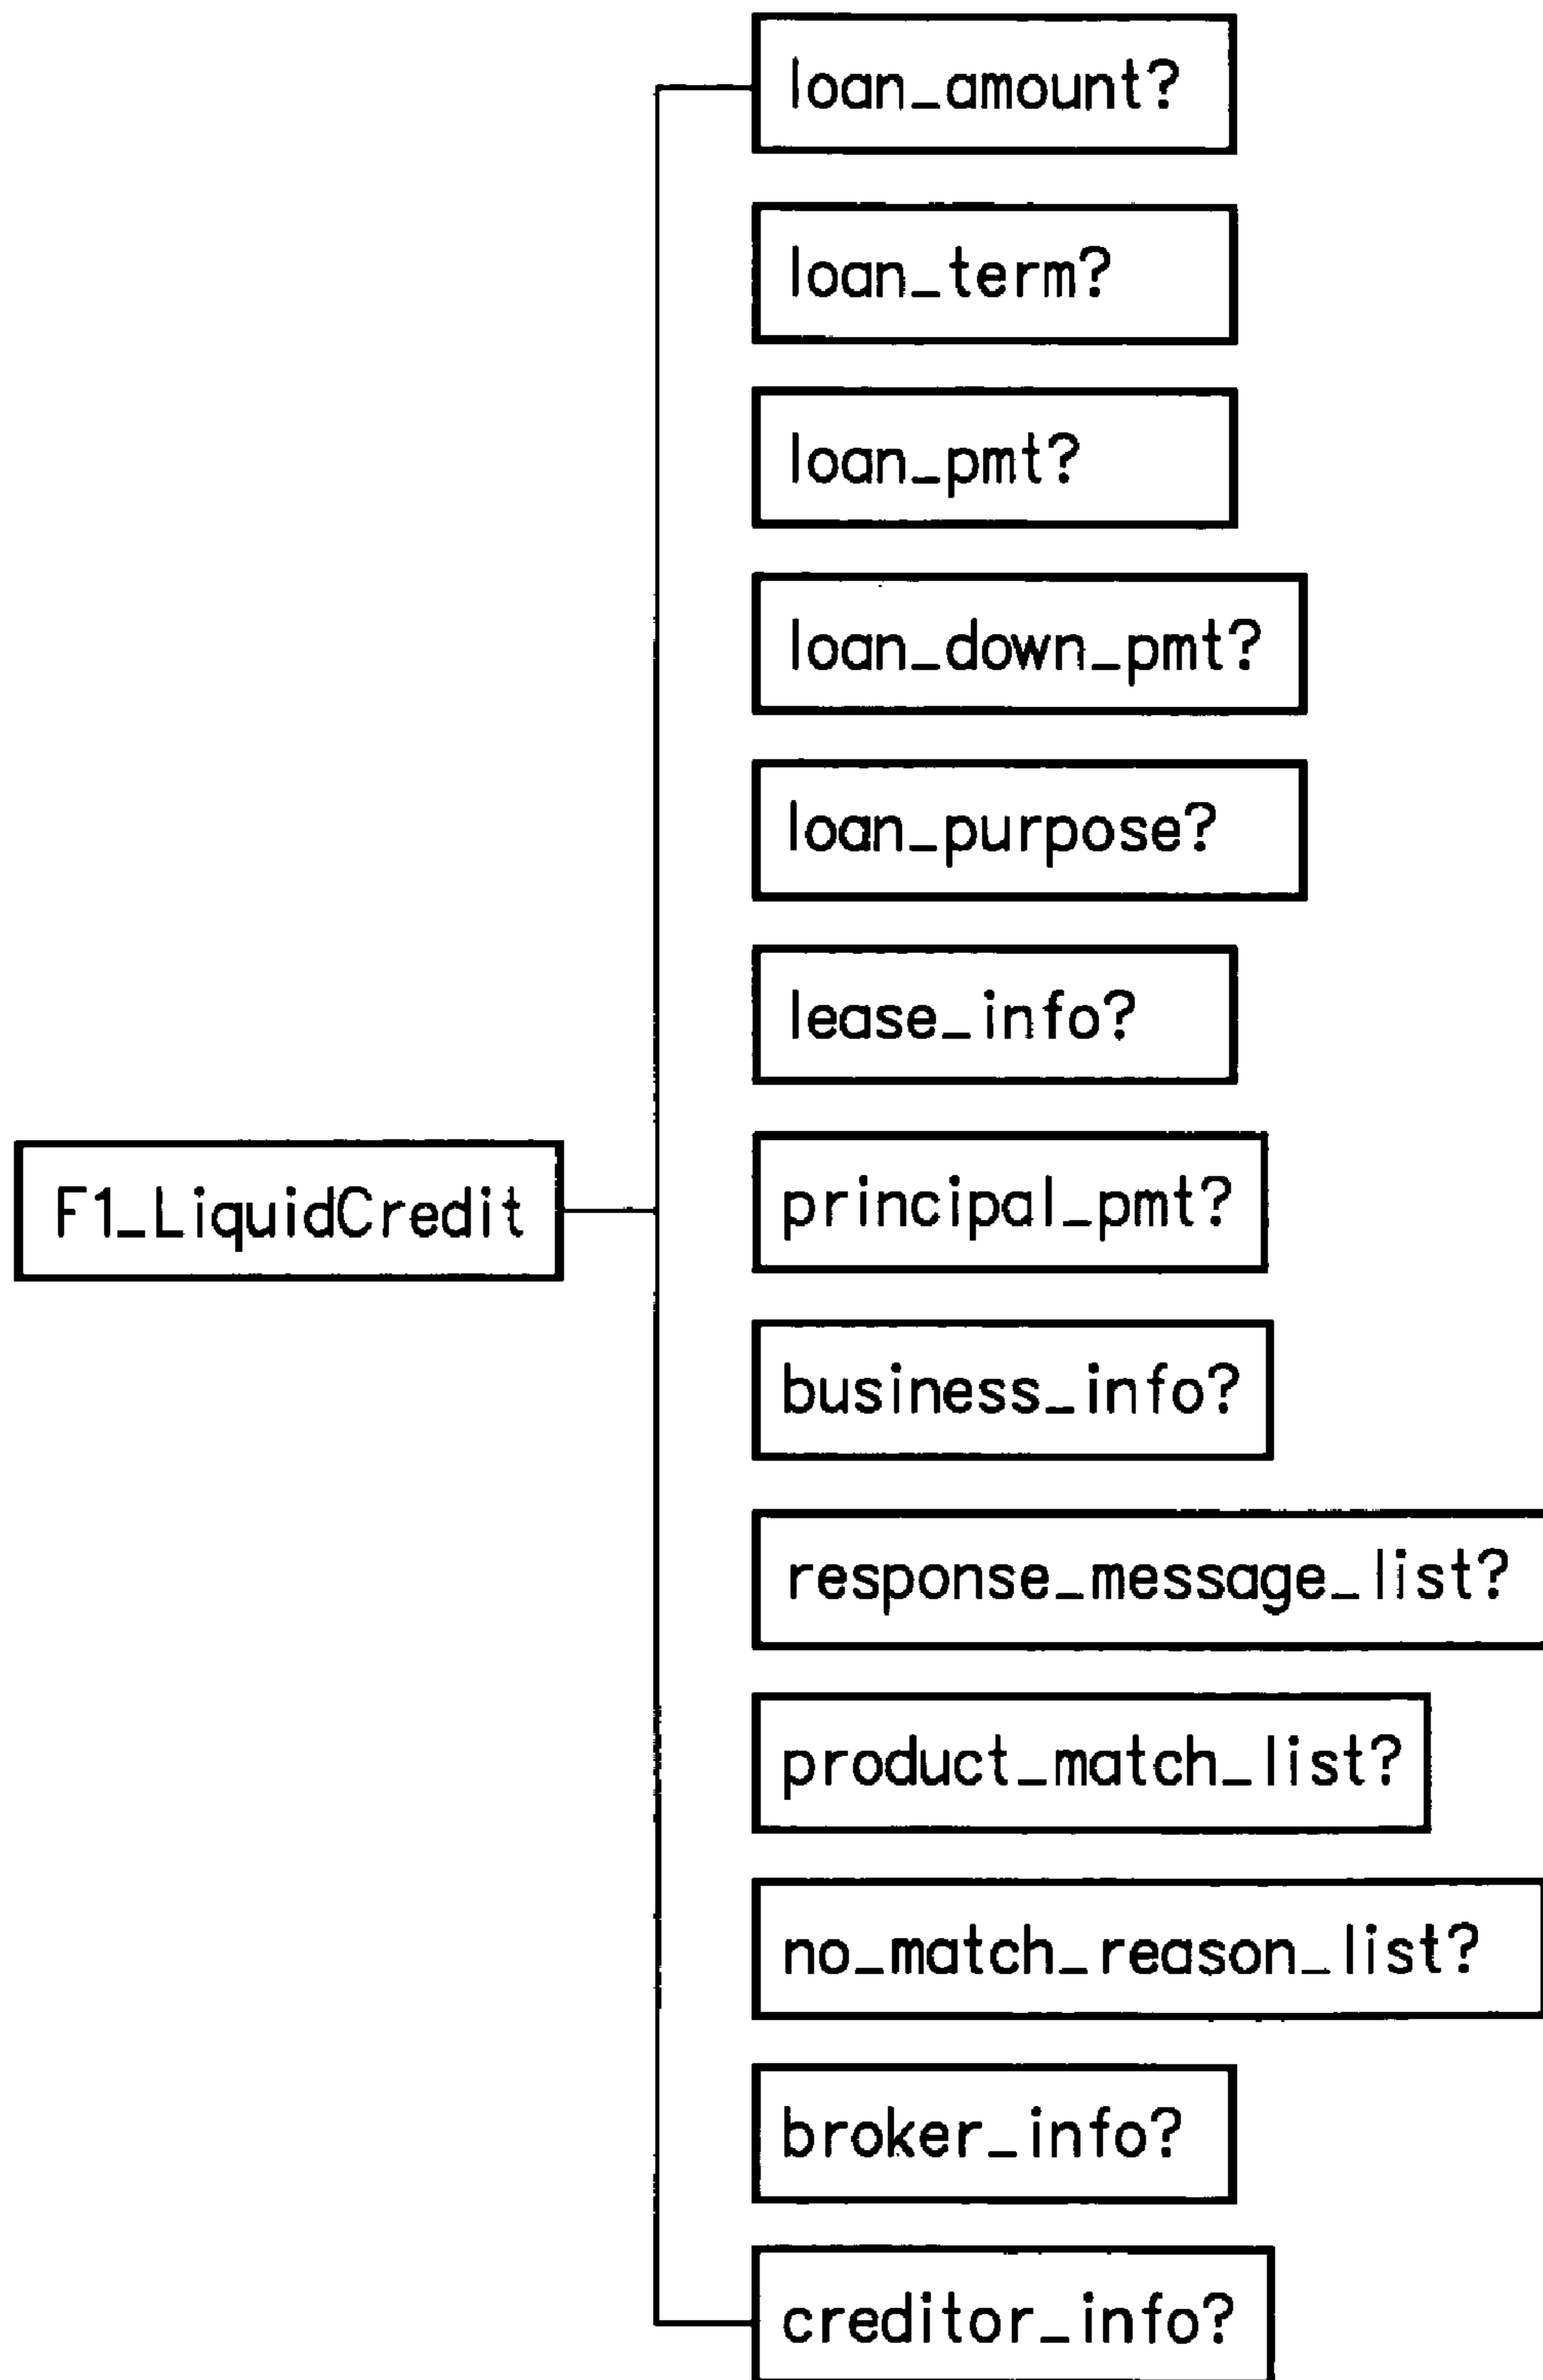 loan_amount?
loan_term?
loan_pmt?
loan_down_pmt?
loan_purpose?
lease_info?
F1_LiquidCredit
principal_pmt?
business_info?
response_message_list?
product_match_list?
no_match_reason_list?
broker_info?
creditor_info?